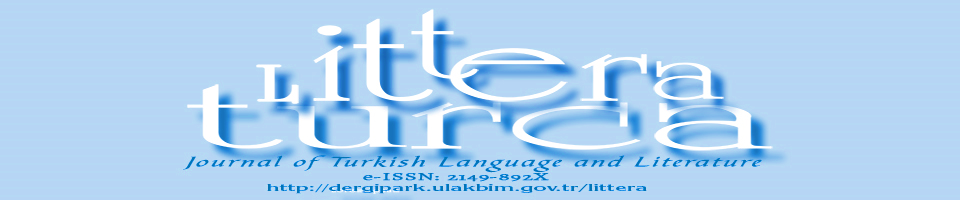 Littera
turca
Journal of Turkish Language and Literature
e-ISSN: 2149-892X
http://dergipark.ulakbim.gov.tr/littera